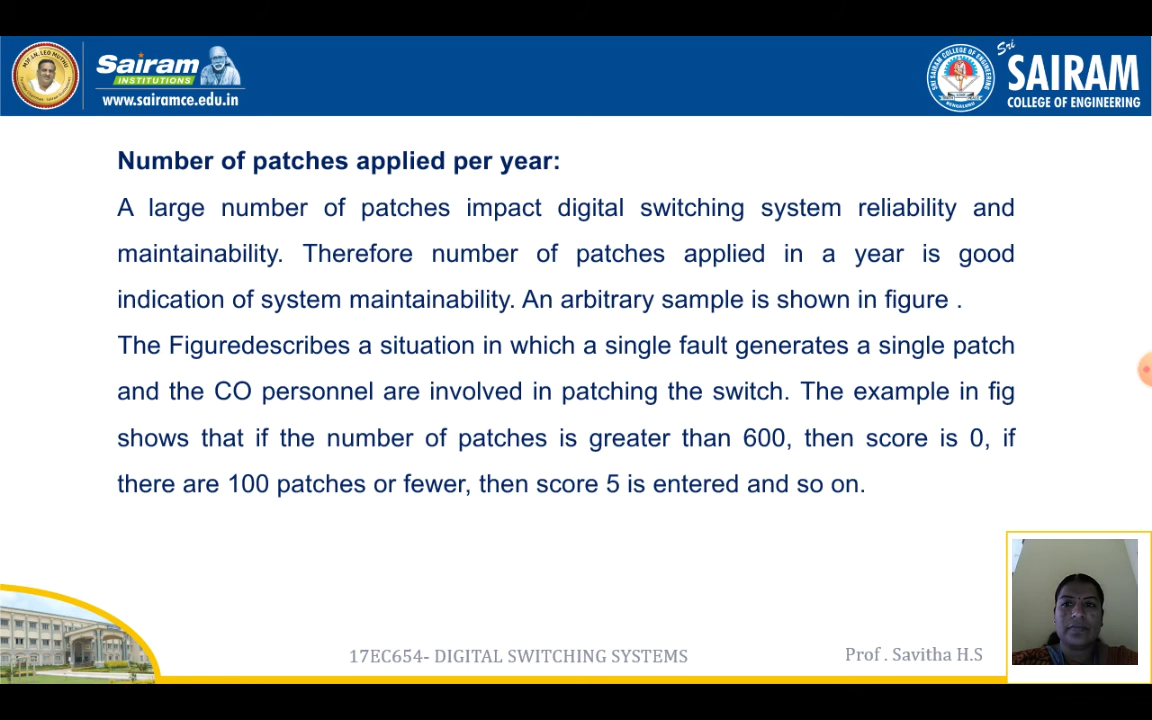 Sairam
INSTITUTIONS
www.sairamce.edu.in
Sri
SAIRAM
COLLEGE OF ENGINEERING
Number of patches applied per year:
A large number of patches impact digital switching system reliability and
maintainability. Therefore number of patches applied in a year is good
indication of system maintainability. An arbitrary sample is shown in figure .
The Figuredescribes a situation in which a single fault generates a single patch
and the CO personnel are involved in patching the switch. The example in fig
shows that if the number of patches is greater than 600, then score is 0, if
there are 100 patches or fewer, then score 5 is entered and so on.
17EC654- DIGITAL SWITCHING SYSTEMS
Prof . Savitha H.S